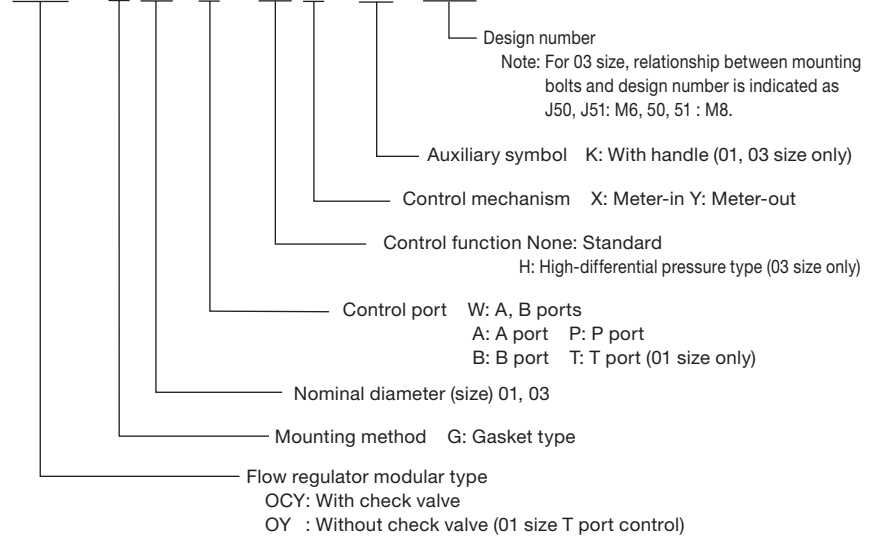 Design number
Note: For 03 size, relationship between mounting
bolts and design number is indicated as
J50, J51: M6, 50, 51 : M8.
Auxiliary symbol K: With handle (01, 03 size only)
Control mechanism X: Meter-in Y: Meter-out
Control function None: Standard
H: High-differential pressure type (03 size only)
Control port W: A, B ports
A: A port P: P port
B: B port T: T port (01 size only)
Nominal diameter (size) 01, 03
Mounting method G: Gasket type
Flow regulator modular type
OCY: With check valve
OY : Without check valve (01 size T port control)